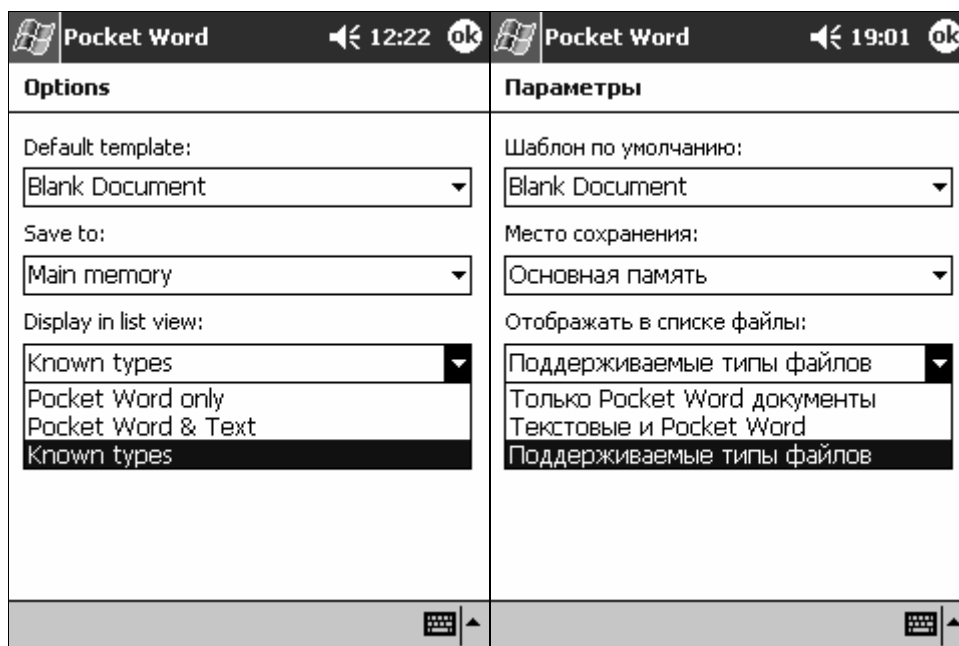 Pocket Word 12:22 ok
Options
Default template:
Blank Document
Save to:
Main memory
Display in list view:
Known types
Pocket Word only
Pocket Word & Text
Known types
Pocket Word 19:01 ok
Параметры
Шаблон по умолчанию:
Blank Document
Место сохранения:
Основная память
Отображать в списке файлы:
Поддерживаемые типы файлов
Только Pocket Word документы
Текстовые и Pocket Word
Поддерживаемые типы файлов